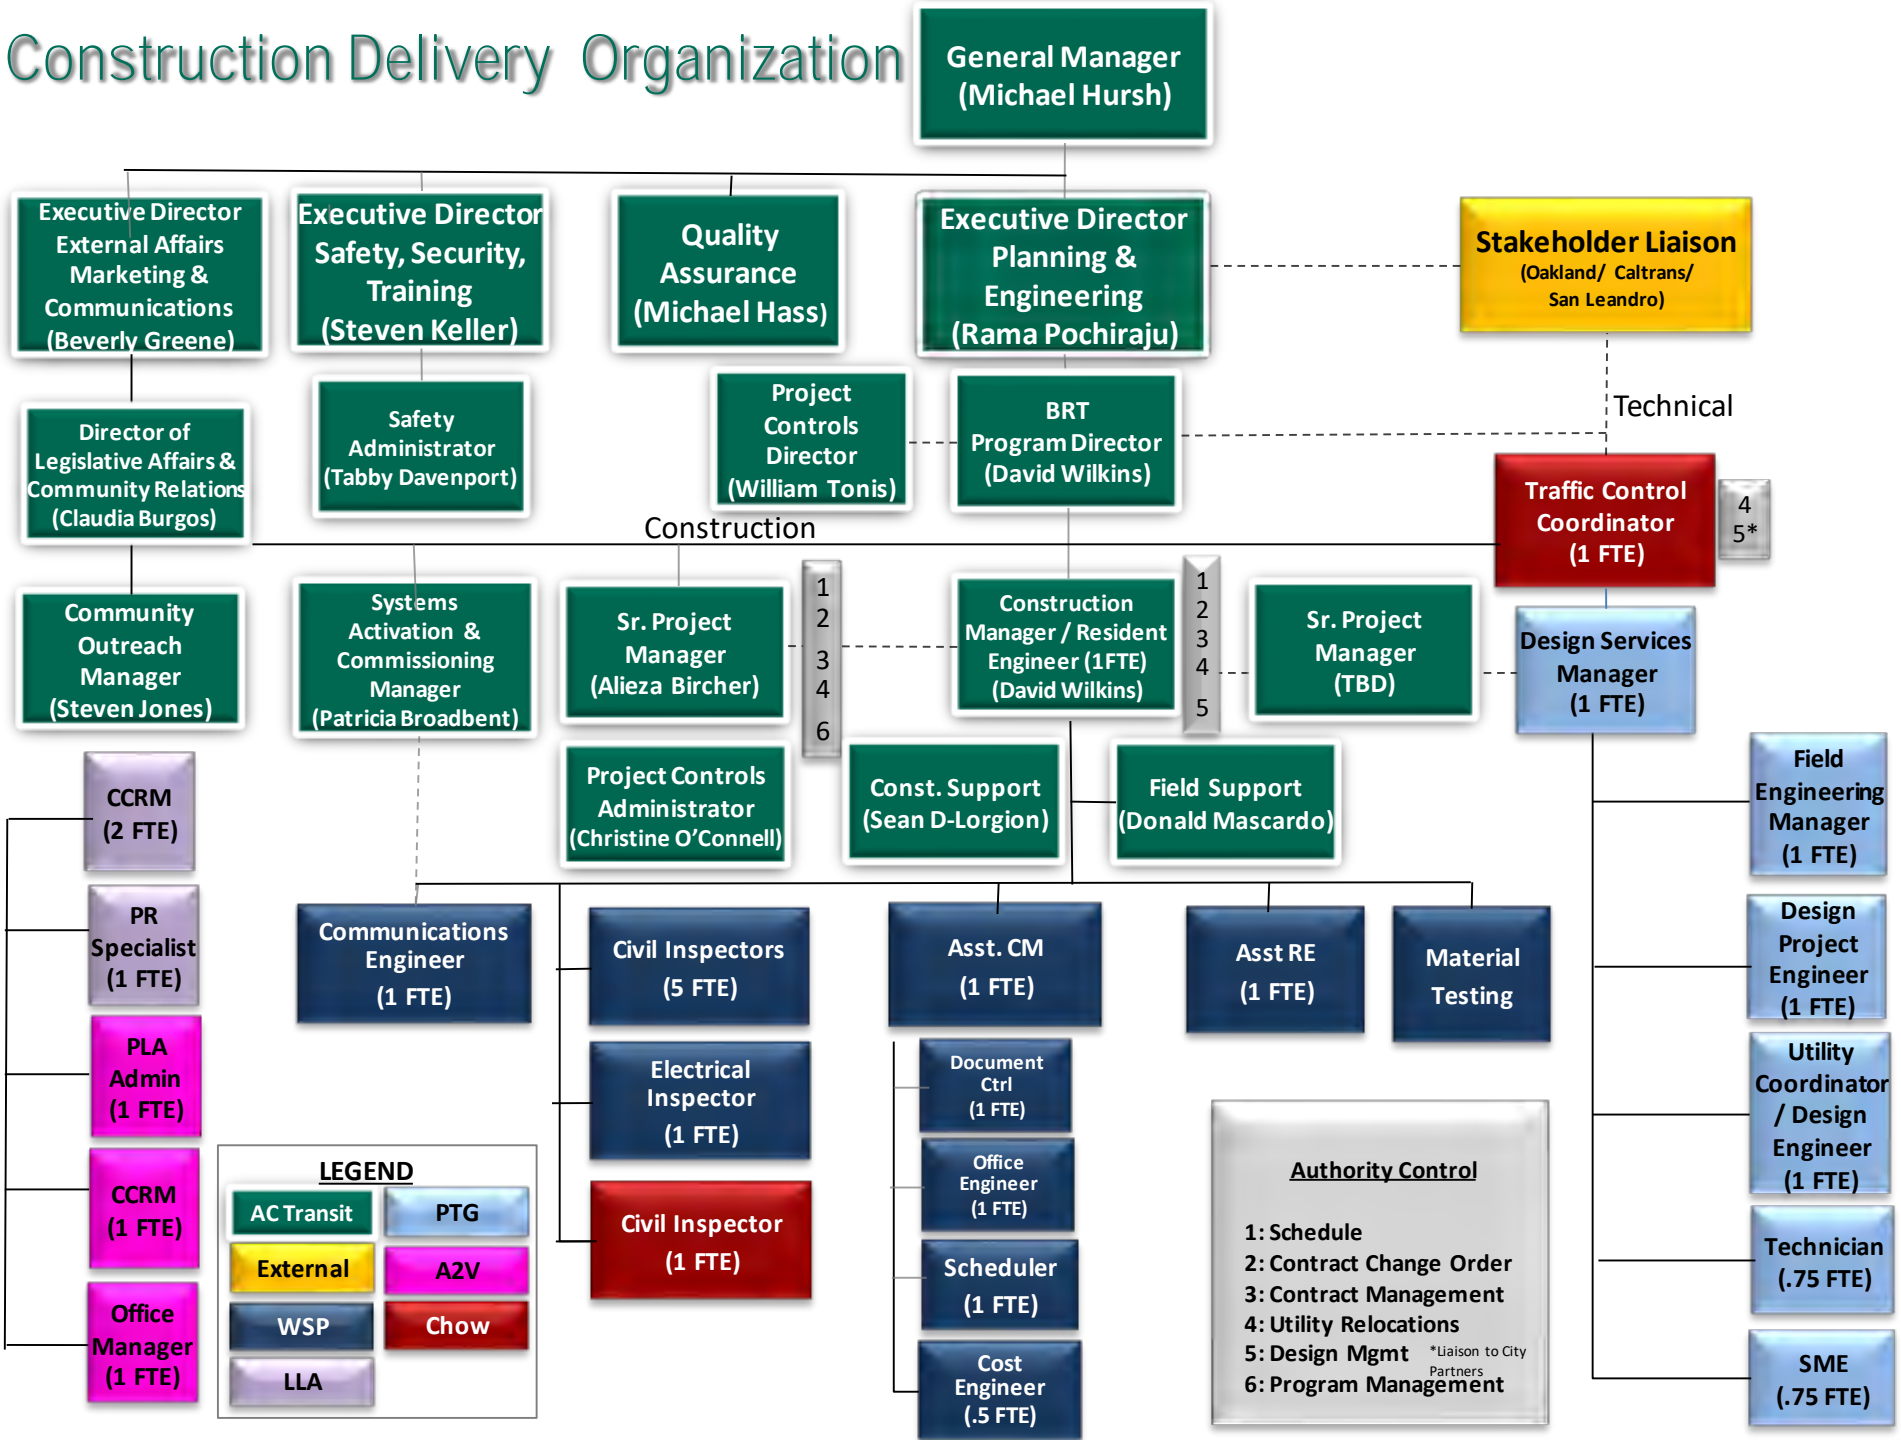 Construction Delivery Organization
General Manager
(Michael Hursh)
Executive Director
External Affairs
Marketing &
Communications
(Beverly Greene)
Executive Director
Safety, Security,
Training
(Steven Keller)
Quality
Assurance
(Michael Hass)
Executive Director
Planning &
Engineering
(Rama Pochiraju)
Stakeholder Liaison
(Oakland/ Caltrans/
San Leandro)
Director of
Legislative Affairs &
Community Relations
(Claudia Burgos)
Safety
Administrator
(Tabby Davenport)
Project
Controls
Director
(William Tonis)
BRT
Program Director
(David Wilkins)
Technical
Traffic Control
Coordinator
(1 FTE)
4
5*
Construction
Community
Outreach
Manager
(Steven Jones)
Systems
Activation &
Commissioning
Manager
(Patricia Broadbent)
Sr. Project
Manager
(Alieza Bircher)
1
2
3
4
6
Construction
Manager / Resident
Engineer (1FTE)
(David Wilkins)
1
2
3
4
5
Sr. Project
Manager
(TBD)
Design Services
Manager
(1 FTE)
Project Controls
Administrator
(Christine O'Connell)
Const. Support
(Sean D-Lorgion)
Field Support
(Donald Mascardo)
CCRM
(2 FTE)
PR
Specialist
(1 FTE)
PLA
Admin
(1 FTE)
CCRM
(1 FTE)
Office
Manager
(1 FTE)
Communications
Engineer
(1 FTE)
Civil Inspectors
(5 FTE)
Electrical
Inspector
(1 FTE)
Civil Inspector
(1 FTE)
Asst. CM
(1 FTE)
Document
Ctrl
(1 FTE)
Office
Engineer
(1 FTE)
Scheduler
(1 FTE)
Cost
Engineer
(.5 FTE)
Asst RE
(1 FTE)
Material
Testing
Field
Engineering
Manager
(1 FTE)
Design
Project
Engineer
(1 FTE)
Utility
Coordinator
/ Design
Engineer
(1 FTE)
Technician
(.75 FTE)
SME
(.75 FTE)
LEGEND
AC Transit
PTG
External
A2V
WSP
Chow
LLA
Authority Control
1: Schedule
2: Contract Change Order
3: Contract Management
4: Utility Relocations
5: Design Mgmt *Liaison to City
Partners
6: Program Management